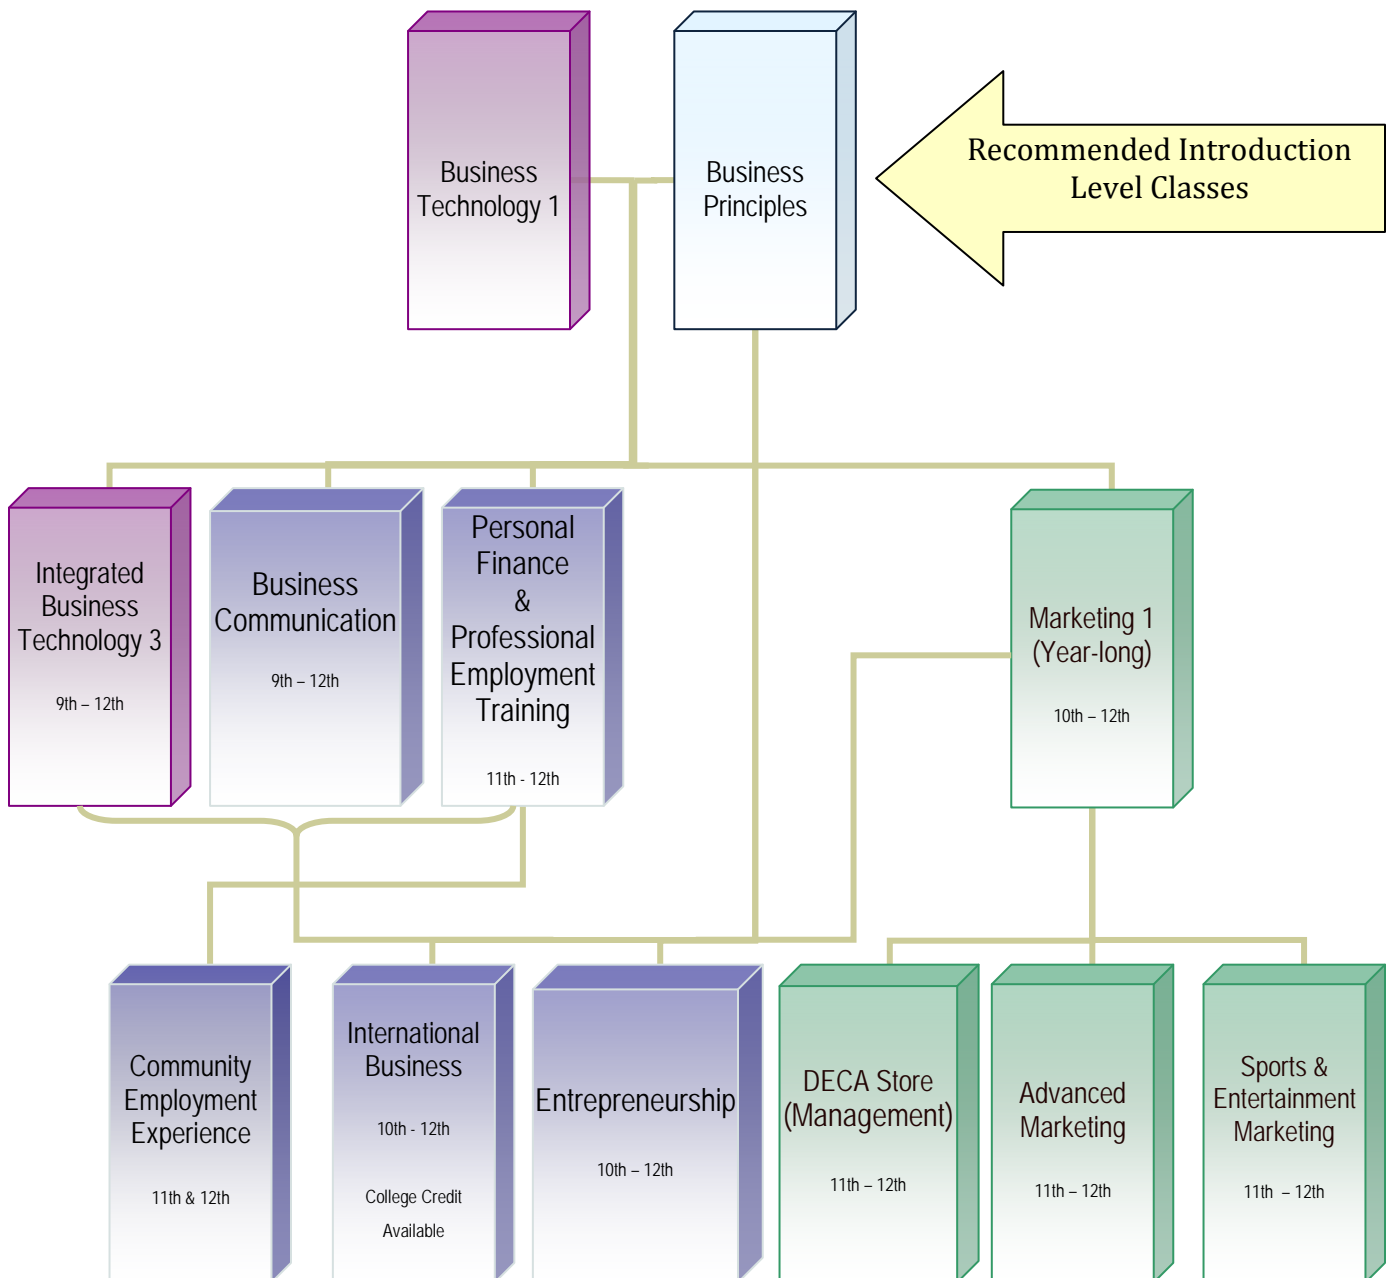 Business
Technology 1
Business
Principles
Recommended Introduction
Level Classes
Integrated
Business
Technology 3
9th – 12th
Business
Communication
9th – 12th
Personal
Finance
&
Professional
Employment
Training
11th - 12th
Marketing 1
(Year-long)
10th – 12th
Community
Employment
Experience
11th & 12th
International
Business
10th - 12th
College Credit
Available
Entrepreneurship
10th – 12th
DECA Store
(Management)
11th – 12th
Advanced
Marketing
11th – 12th
Sports &
Entertainment
Marketing
11th – 12th